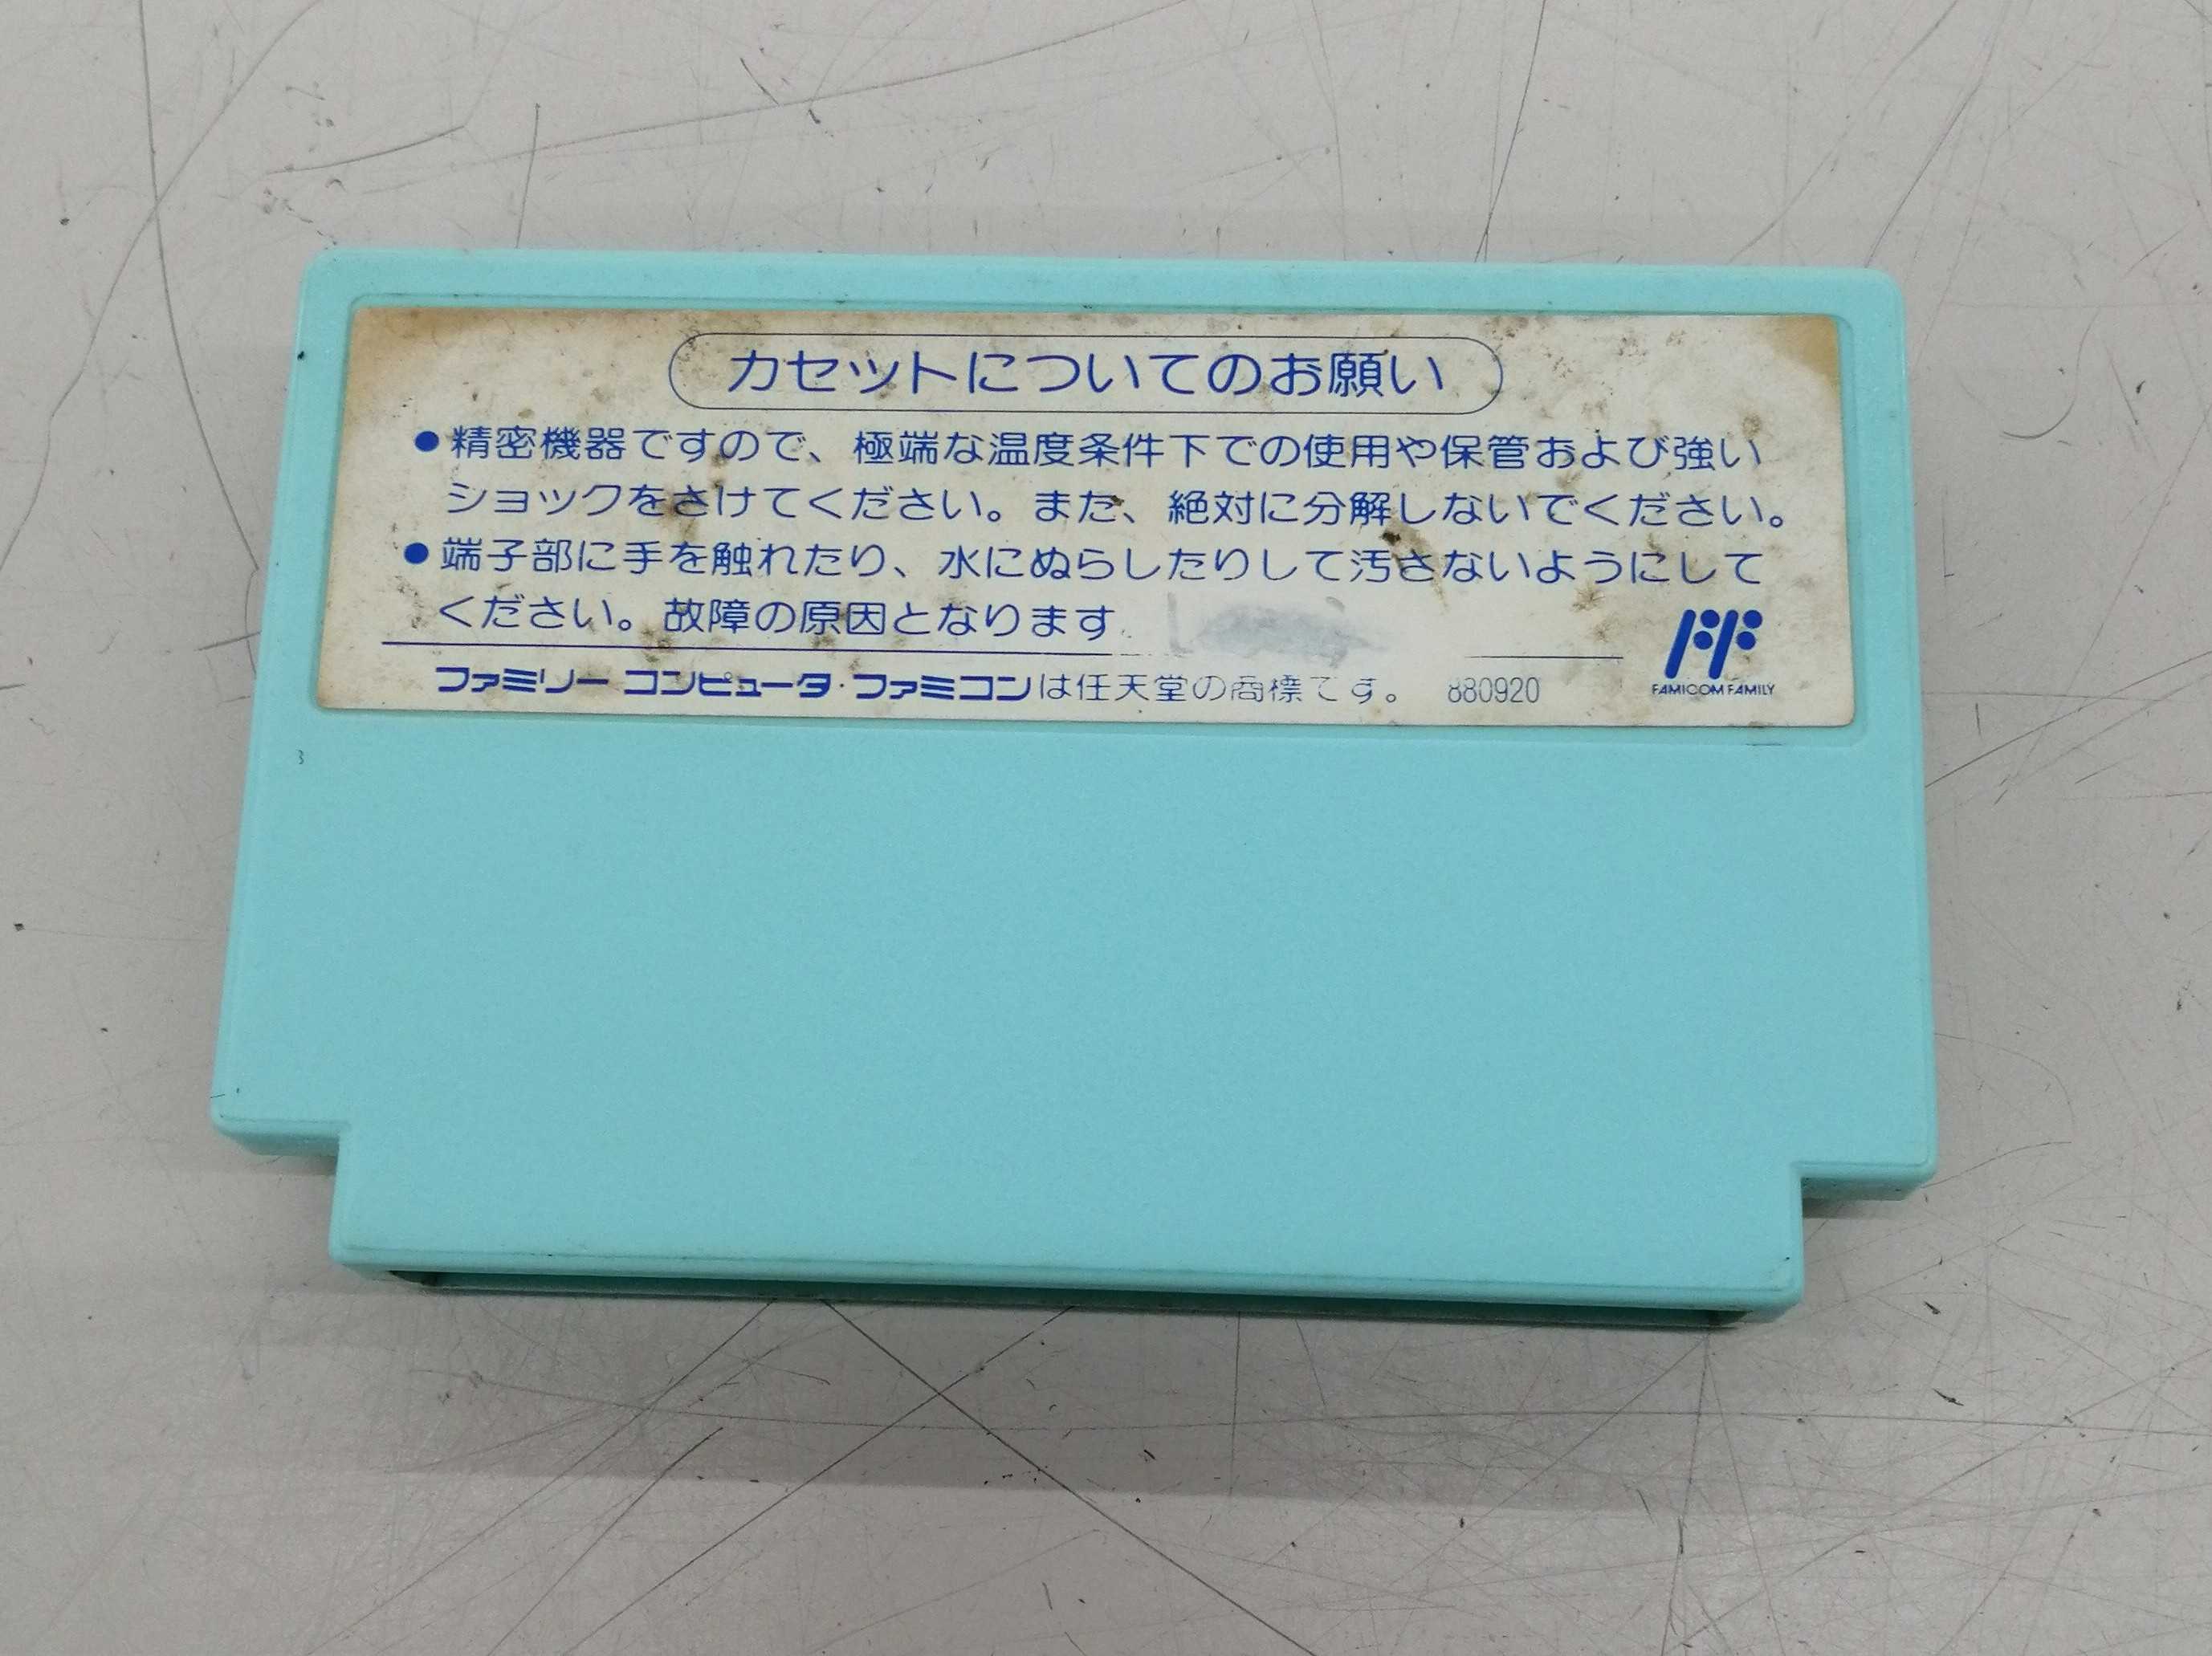 カセットについてのお願い
●精密機器ですので、極端な温度条件下での使用や保管および強い
ショックをさけてください。また、絶対に分解しないでください。
●端子部に手を触れたり、水にぬらしたりして汚さないようにして
ください。故障の原因となります
ファミリーコンピュータ・ファミコンは任天堂の商標です。 880920
FAMICOM FAMILY
3